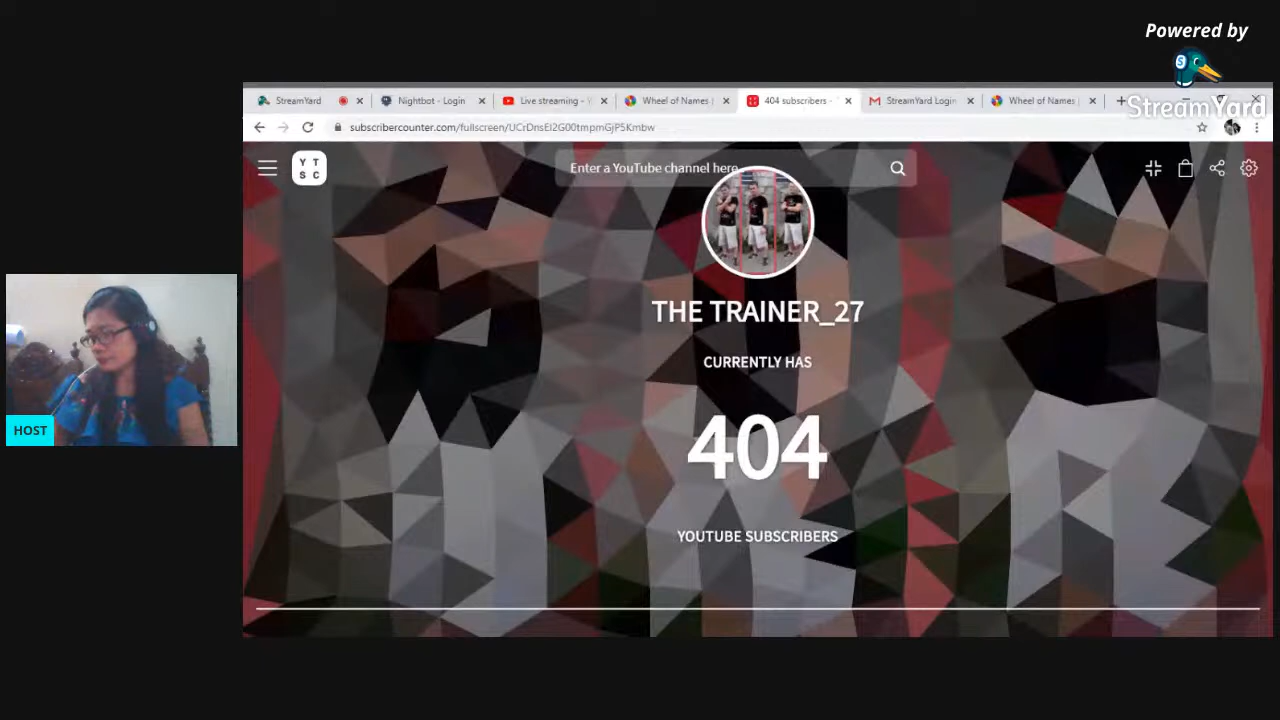 Powered by
S
StreamYard
StreamYard
Nightbot - Login
Live streaming - Y
Wheel of Names
404 subscribers -
StreamYard Login
Wheel of Names
subscribercounter.com/fullscreen/
Y T
S C
Enter a YouTube channel here
THE TRAINER_27
CURRENTLY HAS
404
YOUTUBE SUBSCRIBERS
HOST